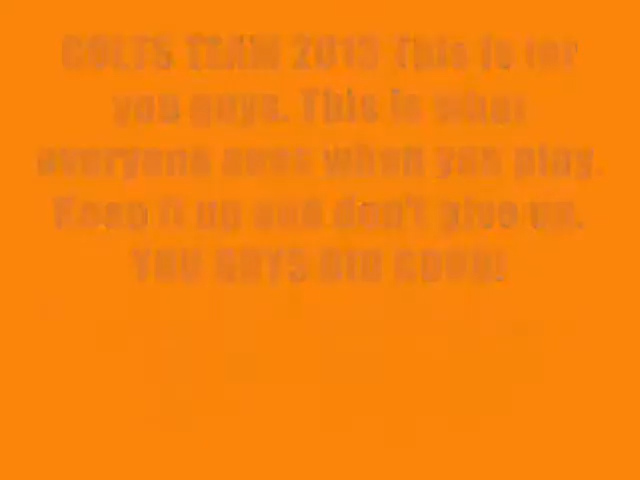 COLTS TEAM 2013 This is for
you guys. This is what
everyone sees when you play.
Keep it up and don't give up.
YOU GUYS DID GOOD!